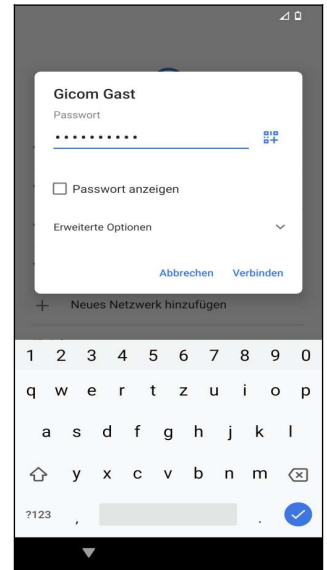 Gicom Gast
Passwort
••••••••••
Passwort anzeigen
Erweiterte Optionen
Abbrechen Verbinden
Neues Netzwerk hinzufügen
1 2 3 4 5 6 7 8 9 0
q w e r t z u i o p
a s d f g h j k l
y x c v b n m
?123 , .